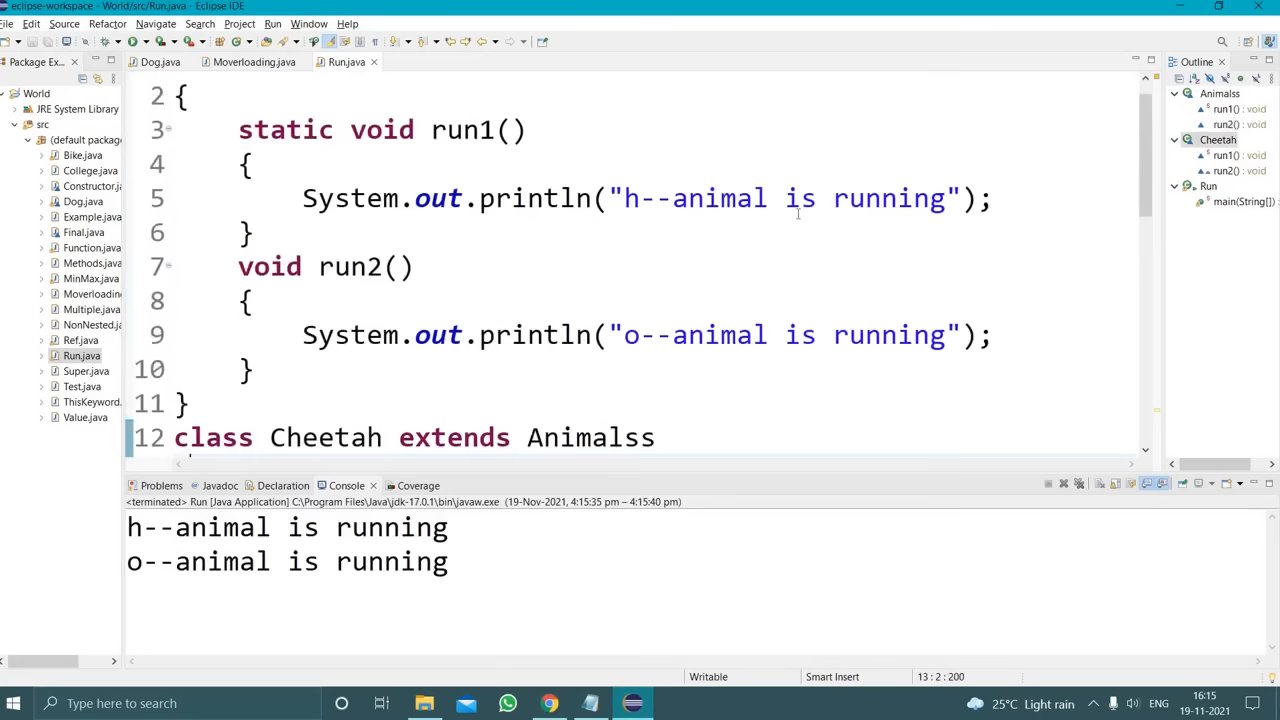 eclipse-workspace - World/src/Run.java - Eclipse IDE
File Edit Source Refactor Navigate Search Project Run Window Help
Package Ex...
Dog.java Moverloading.java Run.java
Outline
World
JRE System Library
src
(default package
Bike.java
College.java
Constructor.ja
Dog.java
Example.java
Final.java
Function.java
Methods.java
MinMax.java
Moverloading
Multiple.java
NonNested.ja
Ref.java
Run.java
Super.java
Test.java
ThisKeyword.
Value.java
2 {
3 static void run1()
4 {
5 System.out.println("h--animal is running");
6 }
7 void run2()
8 {
9 System.out.println("o--animal is running");
10 }
11 }
12 class Cheetah extends Animalss
Animalss
run1() : void
run2() : void
Cheetah
run1() : void
run2() : void
Run
main(String[])
Problems Javadoc Declaration Console Coverage
<terminated> Run [Java Application] C:\Program Files\Java\jdk-17.0.1\bin\javaw.exe (19-Nov-2021, 4:15:35 pm – 4:15:40 pm)
h--animal is running
o--animal is running
Writable Smart Insert 13 : 2 : 200
Type here to search
25°C Light rain
ENG
16:15
19-11-2021